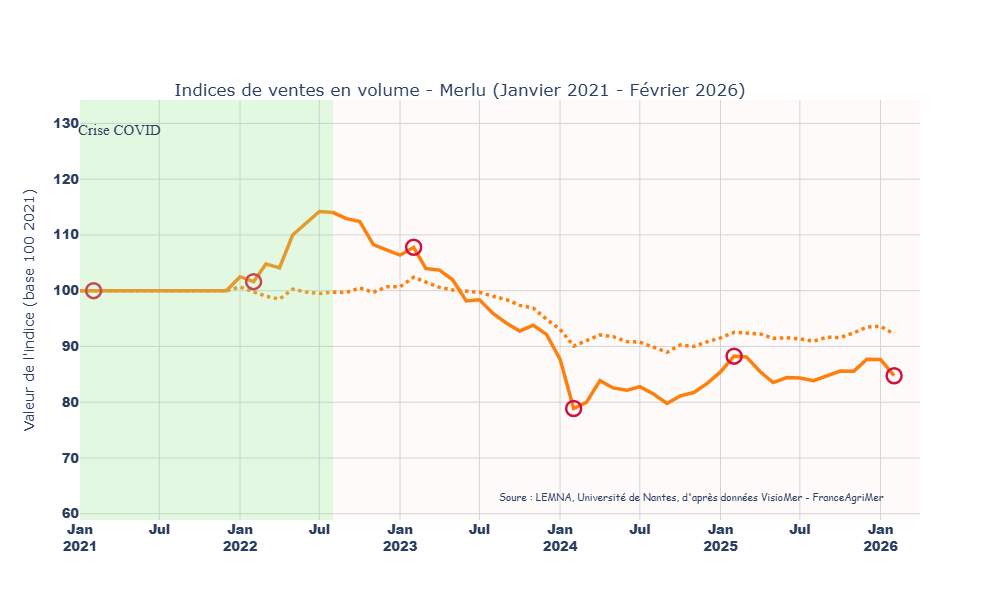 Indices de ventes en volume - Merlu (Janvier 2021 - Février 2026)
Valeur de l'indice (base 100 2021)
130
Crise COVID
120
110
100
90
80
70
60
Soure : LEMNA, Université de Nantes, d'après données VisioMer - FranceAgriMer
Jan Jul Jan Jul Jan Jul Jan Jul Jan Jul Jan
2021 2022 2023 2024 2025 2026